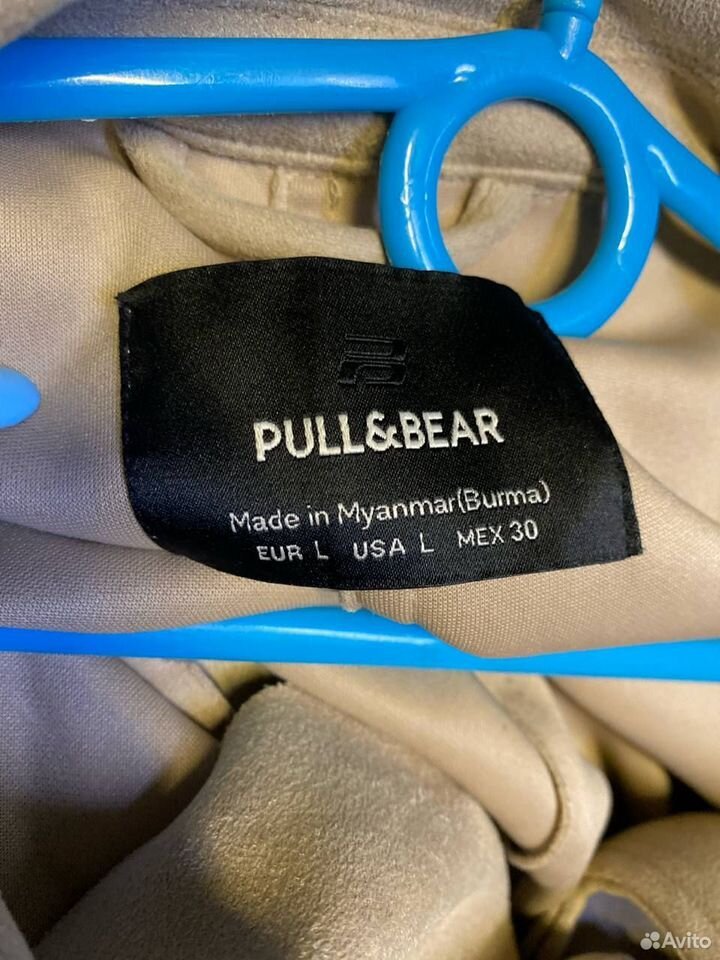 PULL&BEAR
Made in Myanmar(Burma)
EUR L USA L MEX 30
Avito